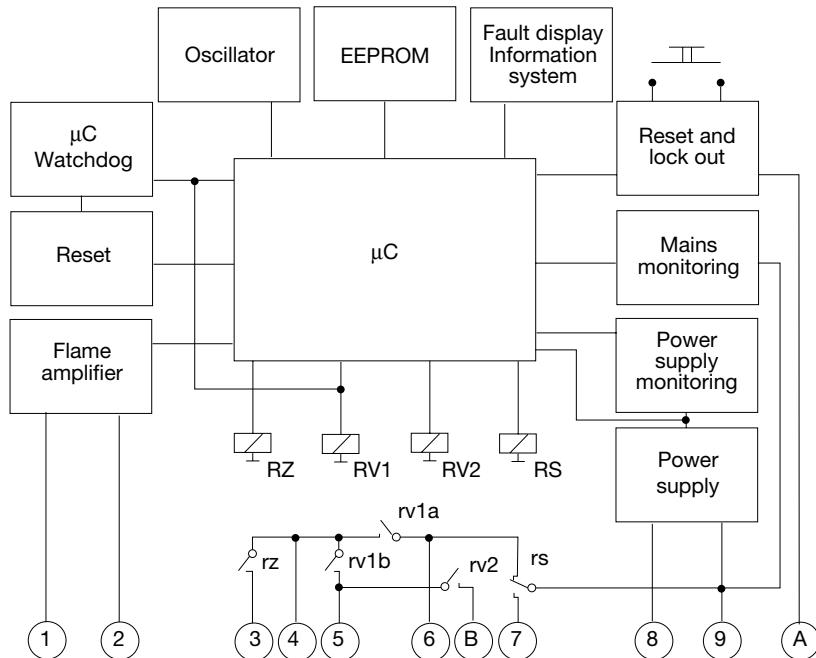 Oscillator
EEPROM
Fault display
Information
system
μC
Watchdog
Reset and
lock out
Reset
μC
Mains
monitoring
Flame
amplifier
Power
supply
monitoring
RZ
RV1
RV2
RS
Power
supply
rv1a
rz
rv1b
rv2
rs
1
2
3
4
5
6
B
7
8
9
A